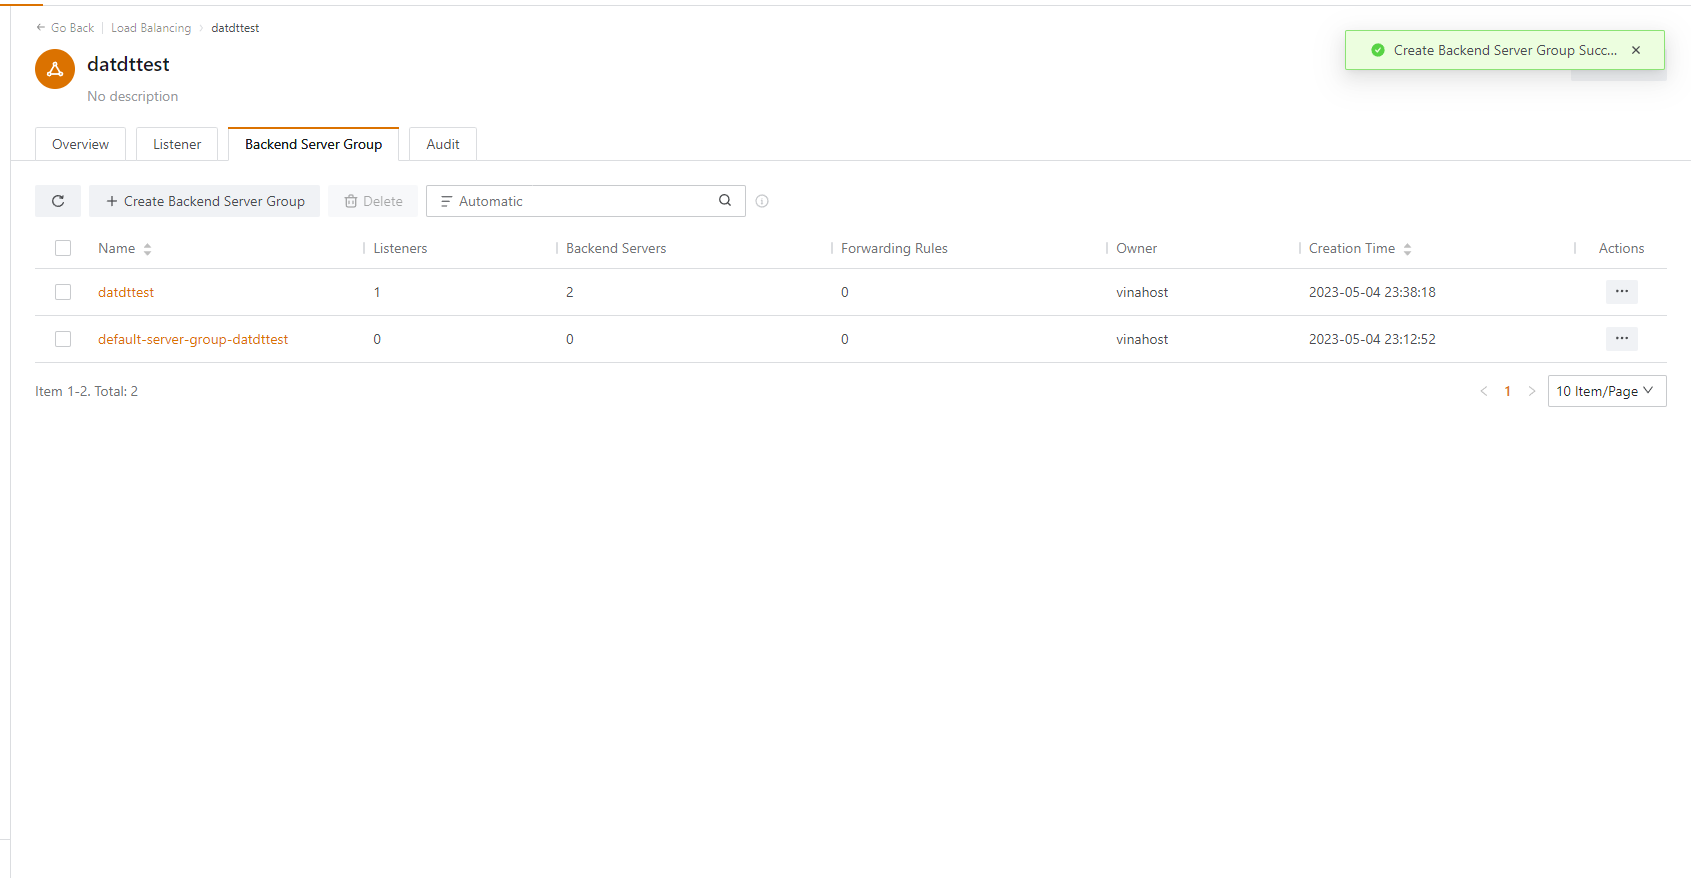 Go Back Load Balancing datdttest
datdttest
No description
Create Backend Server Group Succ...
Overview Listener Backend Server Group Audit
Create Backend Server Group Delete Automatic
Name Listeners Backend Servers Forwarding Rules Owner Creation Time Actions
datdttest 1 2 0 vinahost 2023-05-04 23:38:18
default-server-group-datdttest 0 0 0 vinahost 2023-05-04 23:12:52
Item 1-2. Total: 2 1 10 Item/Page